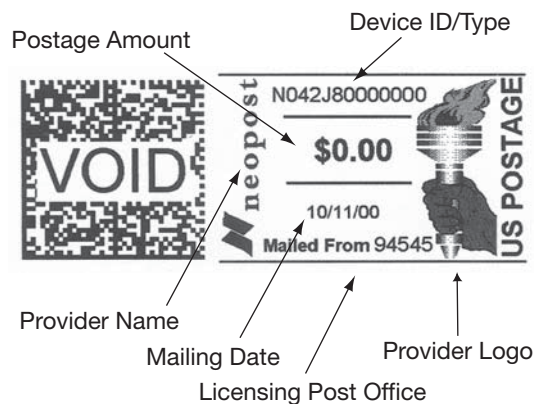 Postage Amount
Device ID/Type
N042J80000000
VOID
neopost
$0.00
US POSTAGE
10/11/00
Mailed From 94545
Provider Name
Mailing Date
Provider Logo
Licensing Post Office